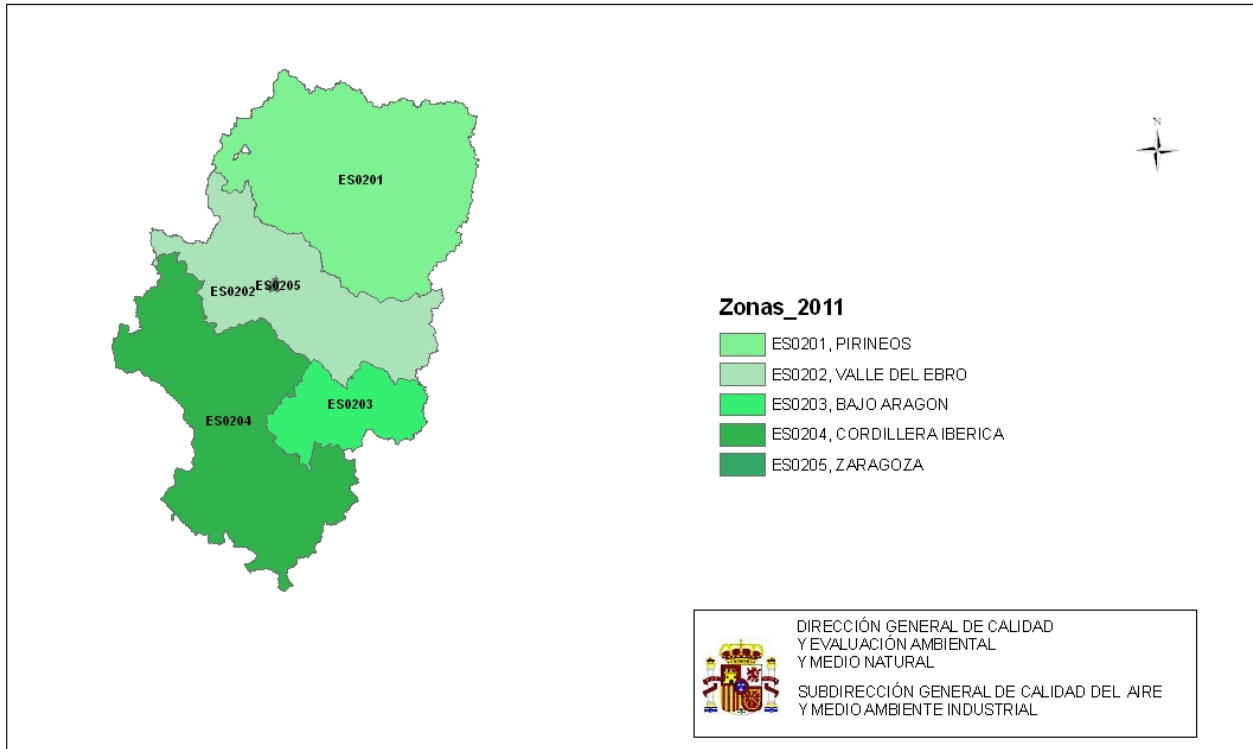 N
ES0201
ES0202
ES0205
ES0203
ES0204
Zonas_2011
ES0201, PIRINEOS
ES0202, VALLE DEL EBRO
ES0203, BAJO ARAGON
ES0204, CORDILLERA IBERICA
ES0205, ZARAGOZA
DIRECCIÓN GENERAL DE CALIDAD
Y EVALUACIÓN AMBIENTAL
Y MEDIO NATURAL
SUBDIRECCIÓN GENERAL DE CALIDAD DEL AIRE
Y MEDIO AMBIENTE INDUSTRIAL